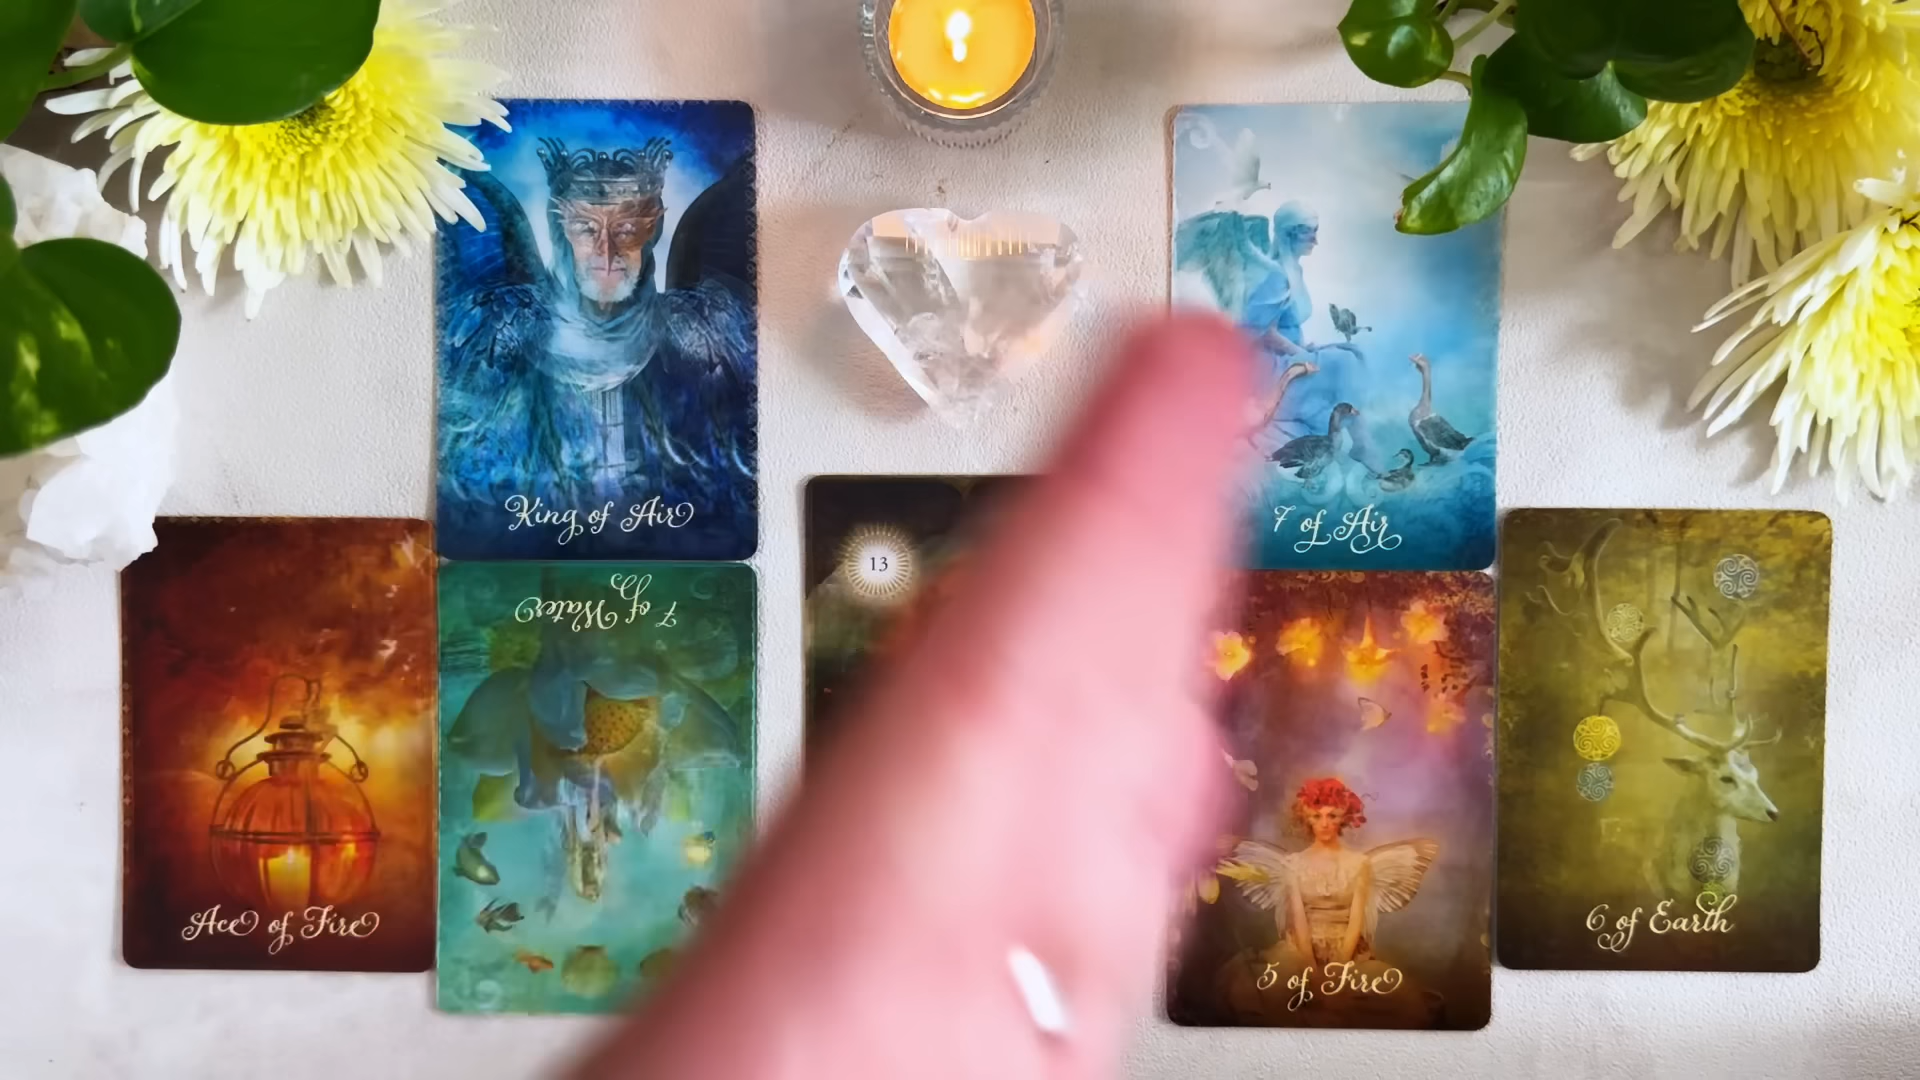 King of Air
7 of Air
7 of Water
13
Ace of Fire
5 of Fire
6 of Earth